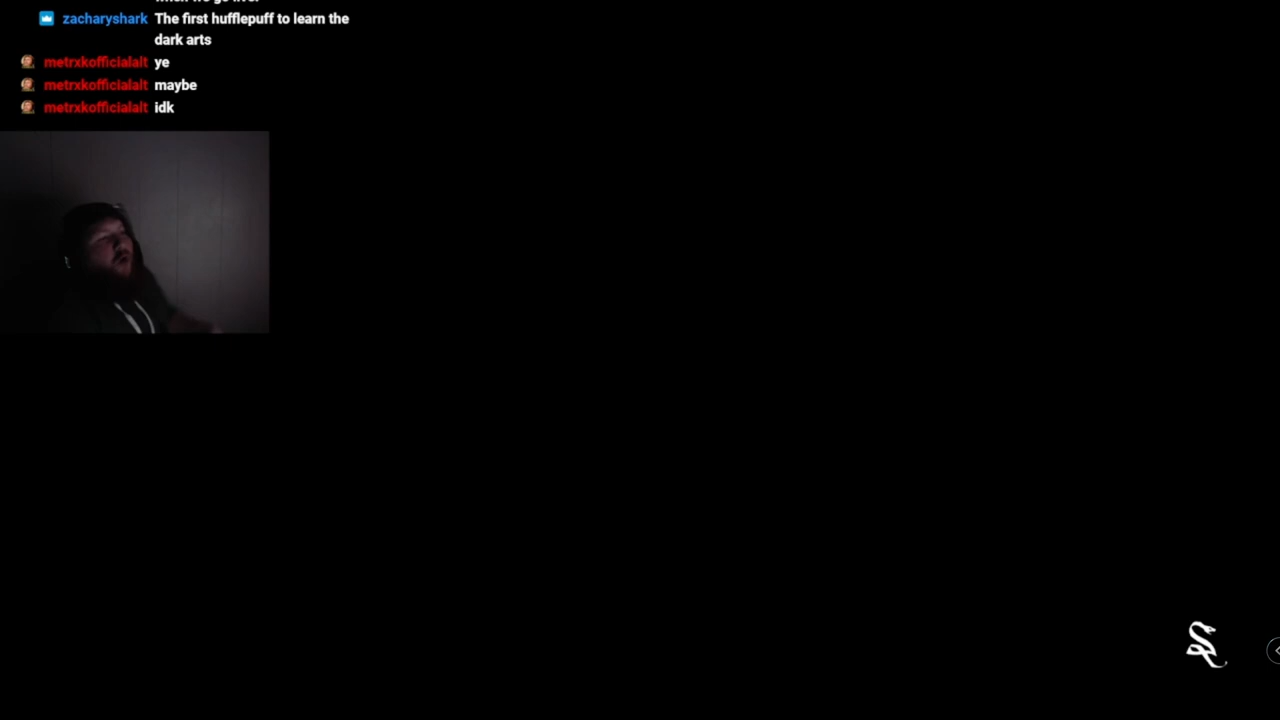 zacharyshark The first hufflepuff to learn the
dark arts
metrxkofficialalt ye
metrxkofficialalt maybe
metrxkofficialalt idk